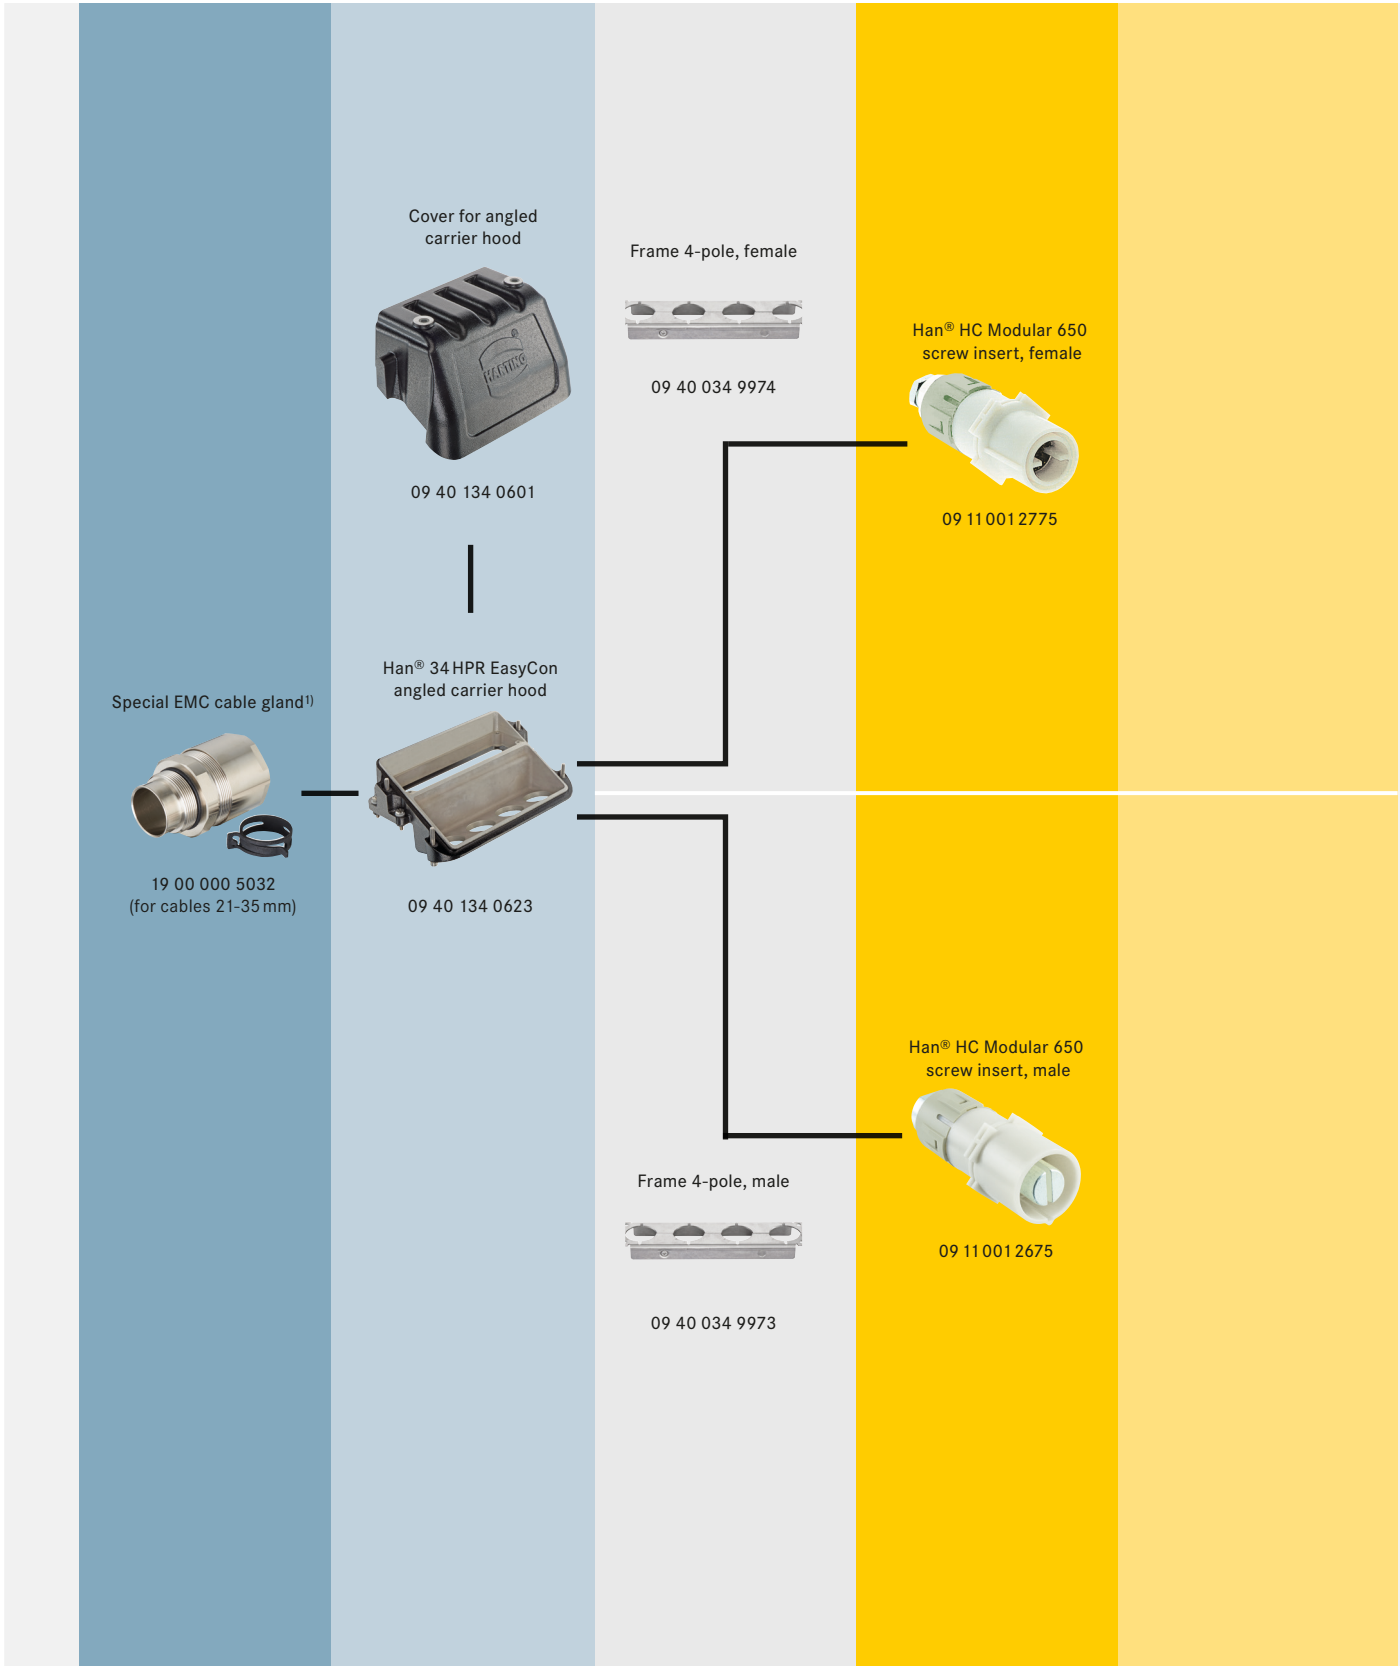 Cover for angled
carrier hood
HARTING
®
09 40 134 0601
Frame 4-pole, female
09 40 034 9974
Han® HC Modular 650
screw insert, female
09 11 001 2775
Special EMC cable gland1)
19 00 000 5032
(for cables 21-35 mm)
Han® 34 HPR EasyCon
angled carrier hood
09 40 134 0623
Han® HC Modular 650
screw insert, male
09 11 001 2675
Frame 4-pole, male
09 40 034 9973